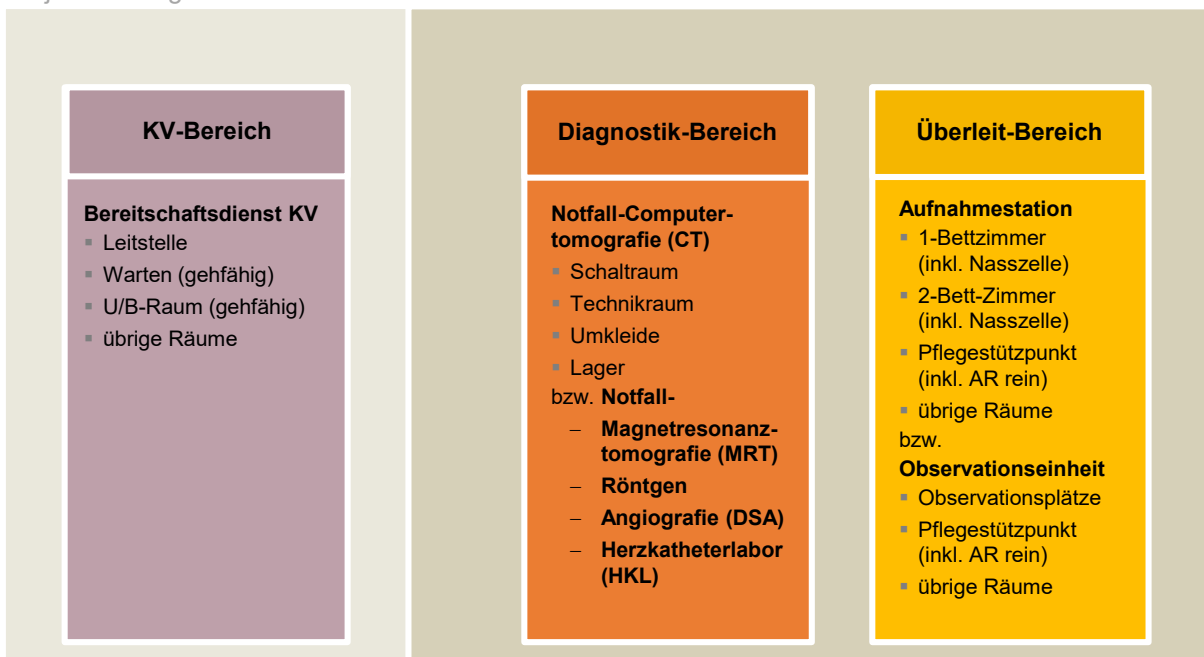 KV-Bereich
Bereitschaftsdienst KV
▪ Leitstelle
▪ Warten (gehfähig)
▪ U/B-Raum (gehfähig)
▪ übrige Räume
Diagnostik-Bereich
Notfall-Computer-
tomografie (CT)
▪ Schaltraum
▪ Technikraum
▪ Umkleide
▪ Lager
bzw. Notfall-
– Magnetresonanz-
tomografie (MRT)
– Röntgen
– Angiografie (DSA)
– Herzkatheterlabor
(HKL)
Überleit-Bereich
Aufnahmestation
▪ 1-Bettzimmer
(inkl. Nasszelle)
▪ 2-Bett-Zimmer
(inkl. Nasszelle)
▪ Pflegestützpunkt
(inkl. AR rein)
▪ übrige Räume
bzw.
Observationseinheit
▪ Observationsplätze
▪ Pflegestützpunkt
(inkl. AR rein)
▪ übrige Räume